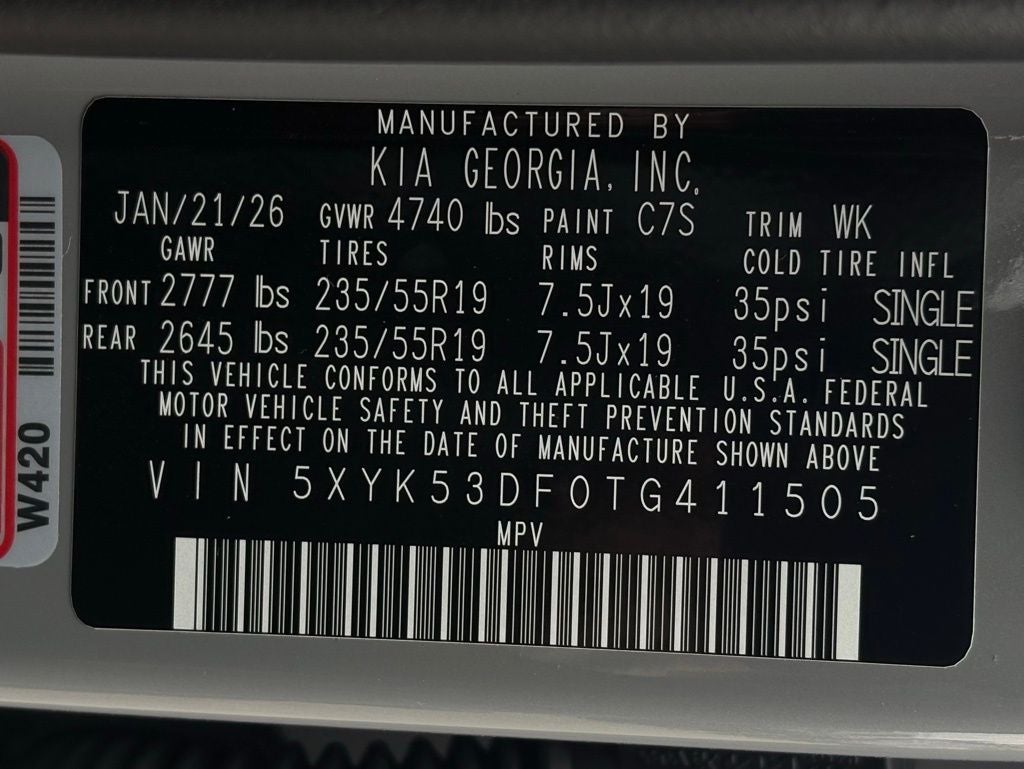 MANUFACTURED BY
KIA GEORGIA, INC.
JAN/21/26 GVWR 4740 lbs PAINT C7S TRIM WK
GAWR TIRES RIMS COLD TIRE INFL
FRONT 2777 lbs 235/55R19 7.5Jx19 35psi SINGLE
REAR 2645 lbs 235/55R19 7.5Jx19 35psi SINGLE
THIS VEHICLE CONFORMS TO ALL APPLICABLE U.S.A. FEDERAL
MOTOR VEHICLE SAFETY AND THEFT PREVENTION STANDARDS
IN EFFECT ON THE DATE OF MANUFACTURE SHOWN ABOVE
VIN 5XYK53DF0TG411505
MPV
W420